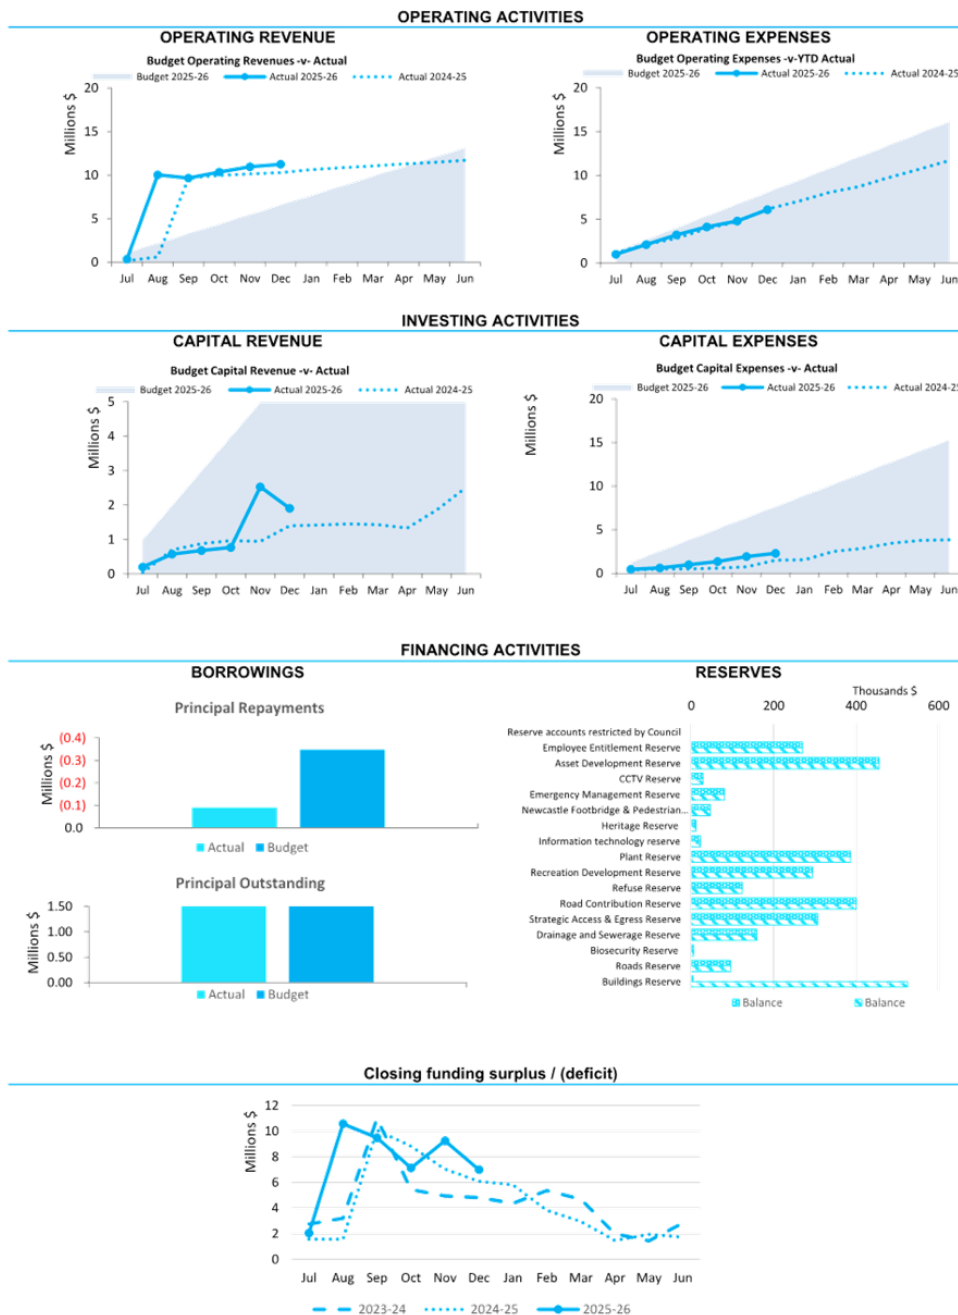 OPERATING ACTIVITIES
OPERATING REVENUE
Budget Operating Revenues -v- Actual
Budget 2025-26 Actual 2025-26 Actual 2024-25
Millions $
20
15
10
5
0
Jul Aug Sep Oct Nov Dec Jan Feb Mar Apr May Jun
OPERATING EXPENSES
Budget Operating Expenses -v-YTD Actual
Budget 2025-26 Actual 2025-26 Actual 2024-25
Millions $
20
15
10
5
0
Jul Aug Sep Oct Nov Dec Jan Feb Mar Apr May Jun
INVESTING ACTIVITIES
CAPITAL REVENUE
Budget Capital Revenue -v- Actual
Budget 2025-26 Actual 2025-26 Actual 2024-25
Millions $
5
4
3
2
1
0
Jul Aug Sep Oct Nov Dec Jan Feb Mar Apr May Jun
CAPITAL EXPENSES
Budget Capital Expenses -v- Actual
Budget 2025-26 Actual 2025-26 Actual 2024-25
Millions $
20
15
10
5
0
Jul Aug Sep Oct Nov Dec Jan Feb Mar Apr May Jun
FINANCING ACTIVITIES
BORROWINGS
Principal Repayments
Millions $
(0.4)
(0.3)
(0.2)
(0.1)
0.0
Actual Budget
Principal Outstanding
Millions $
1.50
1.00
0.50
0.00
Actual Budget
RESERVES
Thousands $
0 200 400 600
Reserve accounts restricted by Council
Employee Entitlement Reserve
Asset Development Reserve
CCTV Reserve
Emergency Management Reserve
Newcastle Footbridge & Pedestrian...
Heritage Reserve
Information technology reserve
Plant Reserve
Recreation Development Reserve
Refuse Reserve
Road Contribution Reserve
Strategic Access & Egress Reserve
Drainage and Sewerage Reserve
Biosecurity Reserve
Roads Reserve
Buildings Reserve
Balance Balance
Closing funding surplus / (deficit)
Millions $
12
10
8
6
4
2
0
Jul Aug Sep Oct Nov Dec Jan Feb Mar Apr May Jun
2023-24 2024-25 2025-26